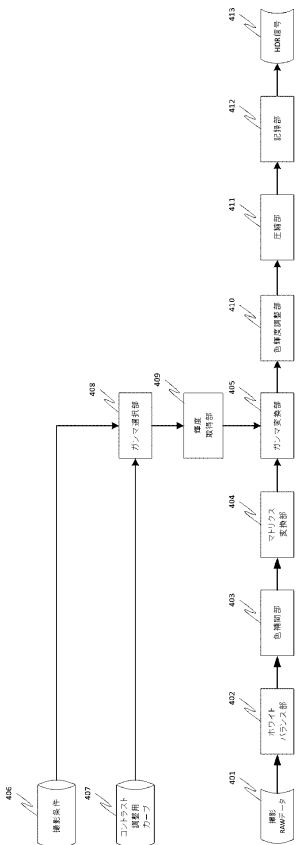 406
撮影条件
407
コントラスト
調整用
カーブ
408
ガンマ選択部
409
輝度
取得部
401
撮影
RAWデータ
402
ホワイト
バランス部
403
色補間部
404
マトリクス
変換部
405
ガンマ変換部
410
色輝度調整部
411
圧縮部
412
記録部
413
HDR信号